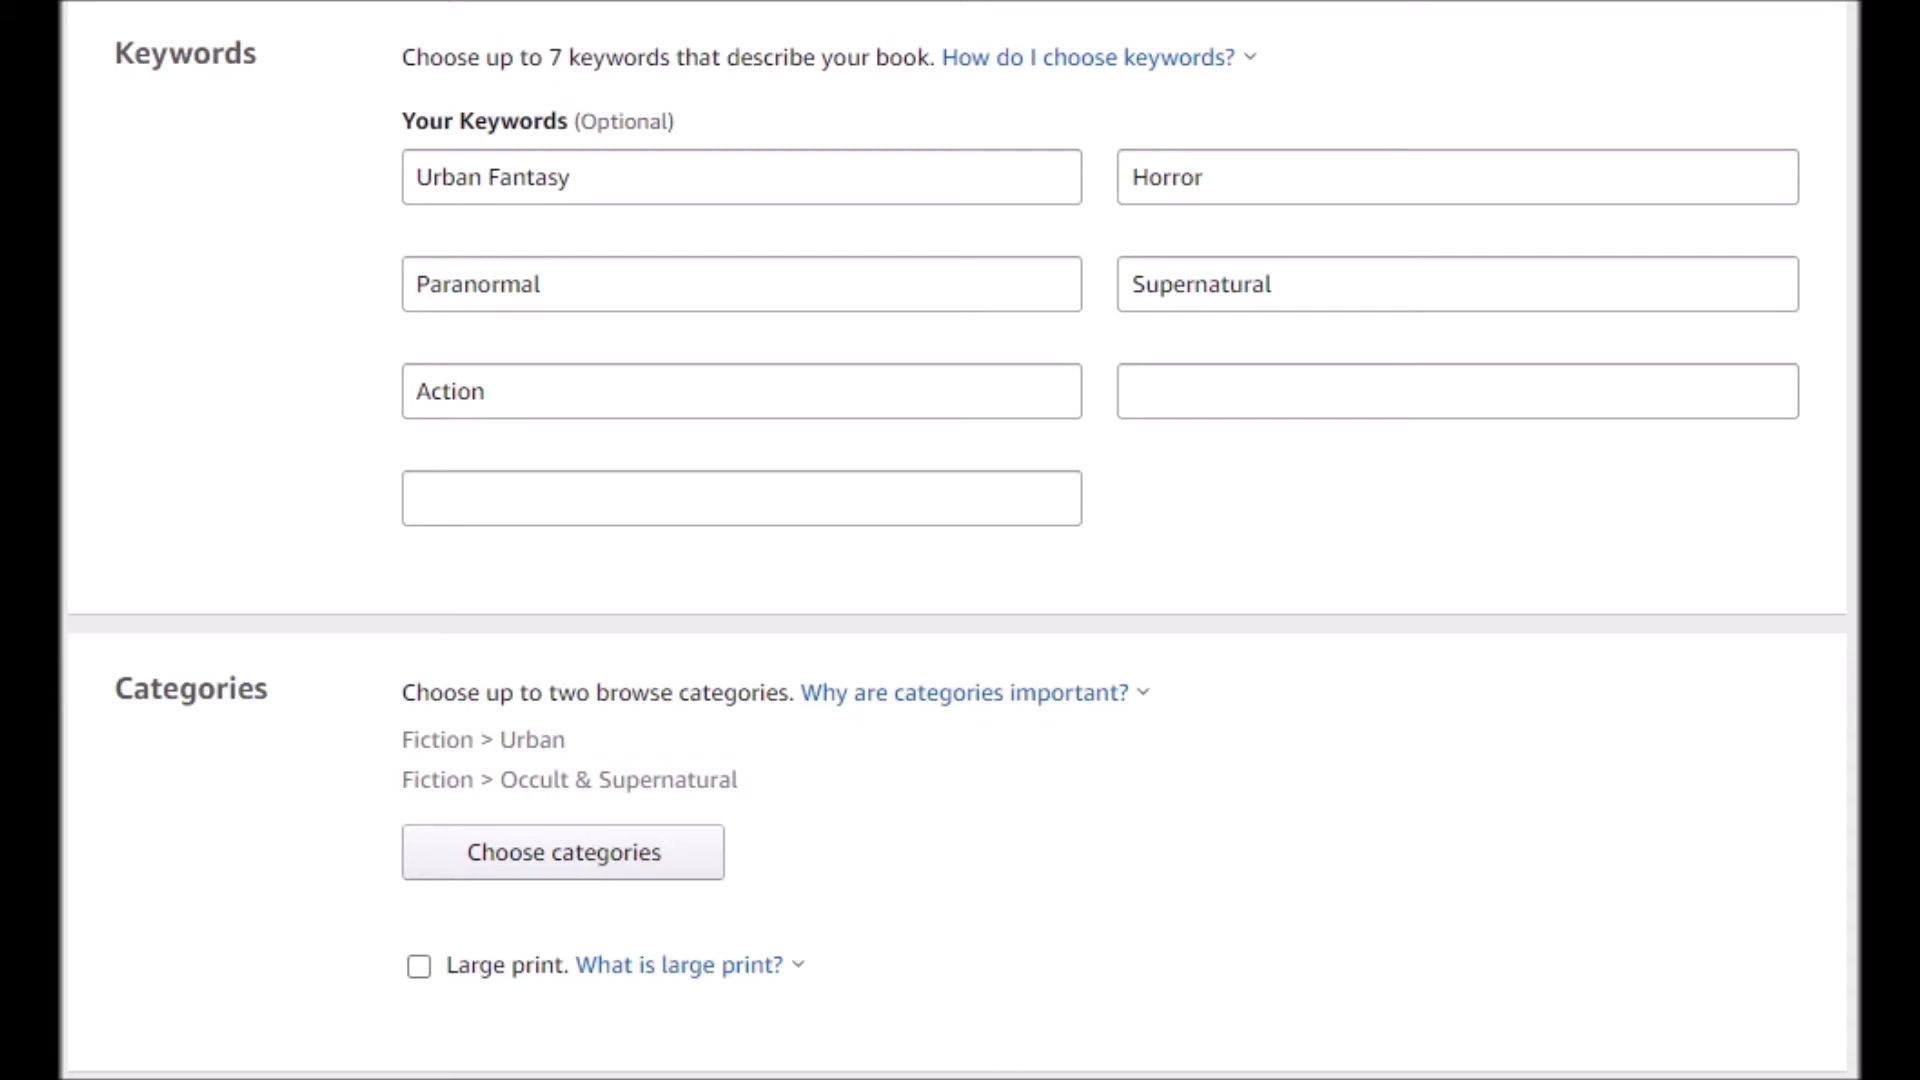 Keywords
Choose up to 7 keywords that describe your book. How do I choose keywords?
Your Keywords (Optional)
Urban Fantasy
Horror
Paranormal
Supernatural
Action
Categories
Choose up to two browse categories. Why are categories important?
Fiction > Urban
Fiction > Occult & Supernatural
Choose categories
Large print. What is large print?